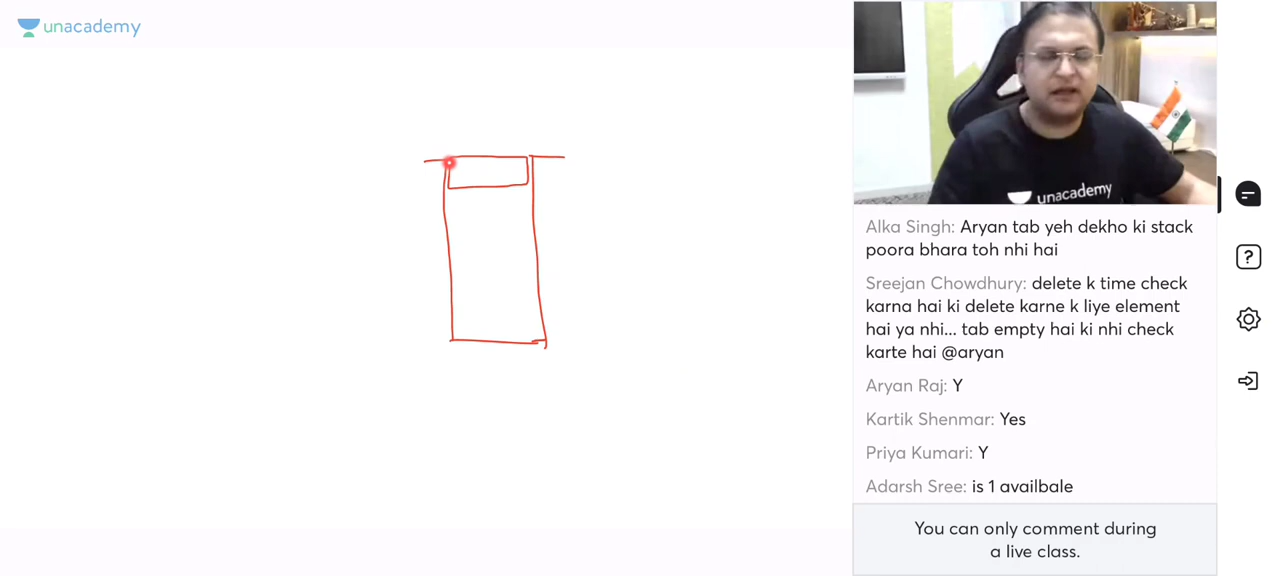 unacademy
unacademy
Alka Singh: Aryan tab yeh dekho ki stack
poora bhara toh nhi hai
Sreejan Chowdhury: delete k time check
karna hai ki delete karne k liye element
hai ya nhi... tab empty hai ki nhi check
karte hai @aryan
Aryan Raj: Y
Kartik Shenmar: Yes
Priya Kumari: Y
Adarsh Sree: is 1 availbale
You can only comment during
a live class.
?